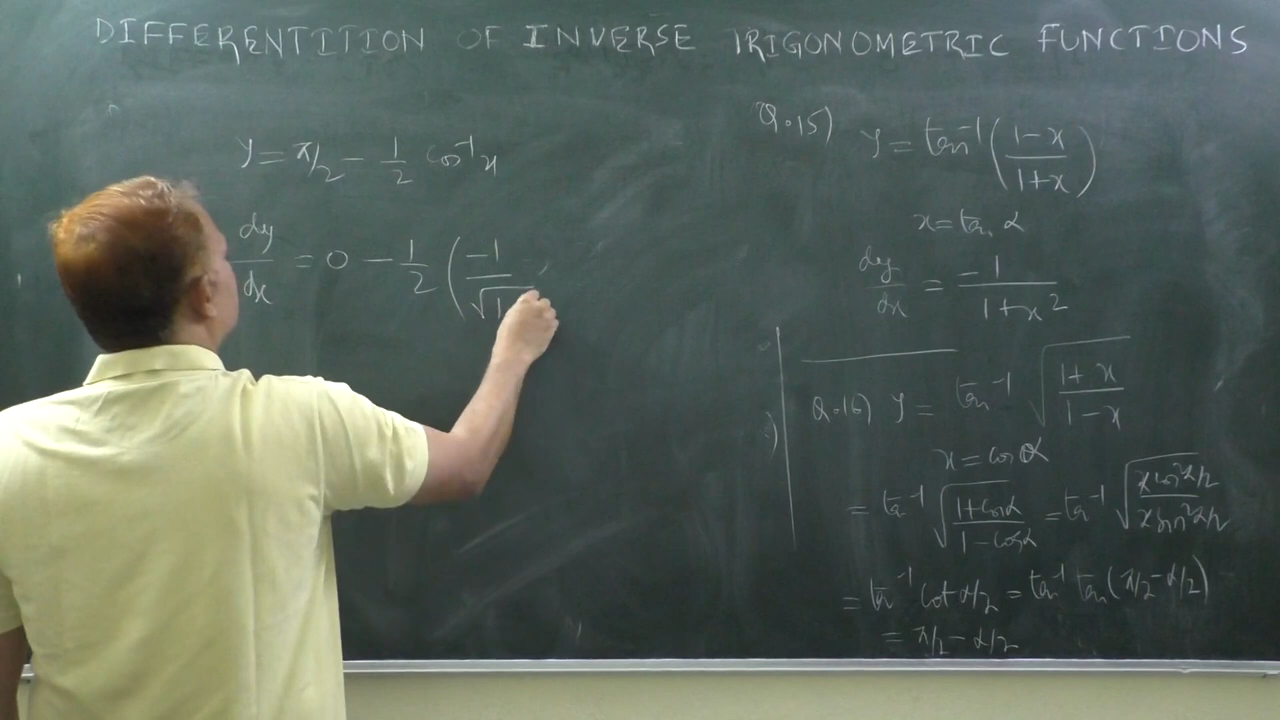 DIFFERENTITION OF INVERSE TRIGONOMETRIC FUNCTIONS
y = π/2 − 1/2 cos⁻¹x
dy/dx = 0 − 1/2 (−1/√1
Q.15) y = tan⁻¹((1−x)/(1+x))
x = tan α
dy/dx = −1/(1+x²)
Q.16) y = tan⁻¹ √((1+x)/(1−x))
x = cos α
= tan⁻¹ √((1+cosα)/(1−cosα)) = tan⁻¹ √((2cos²α/2)/(2sin²α/2))
= tan⁻¹ cot α/2 = tan⁻¹ tan(π/2−α/2)
= π/2 − α/2